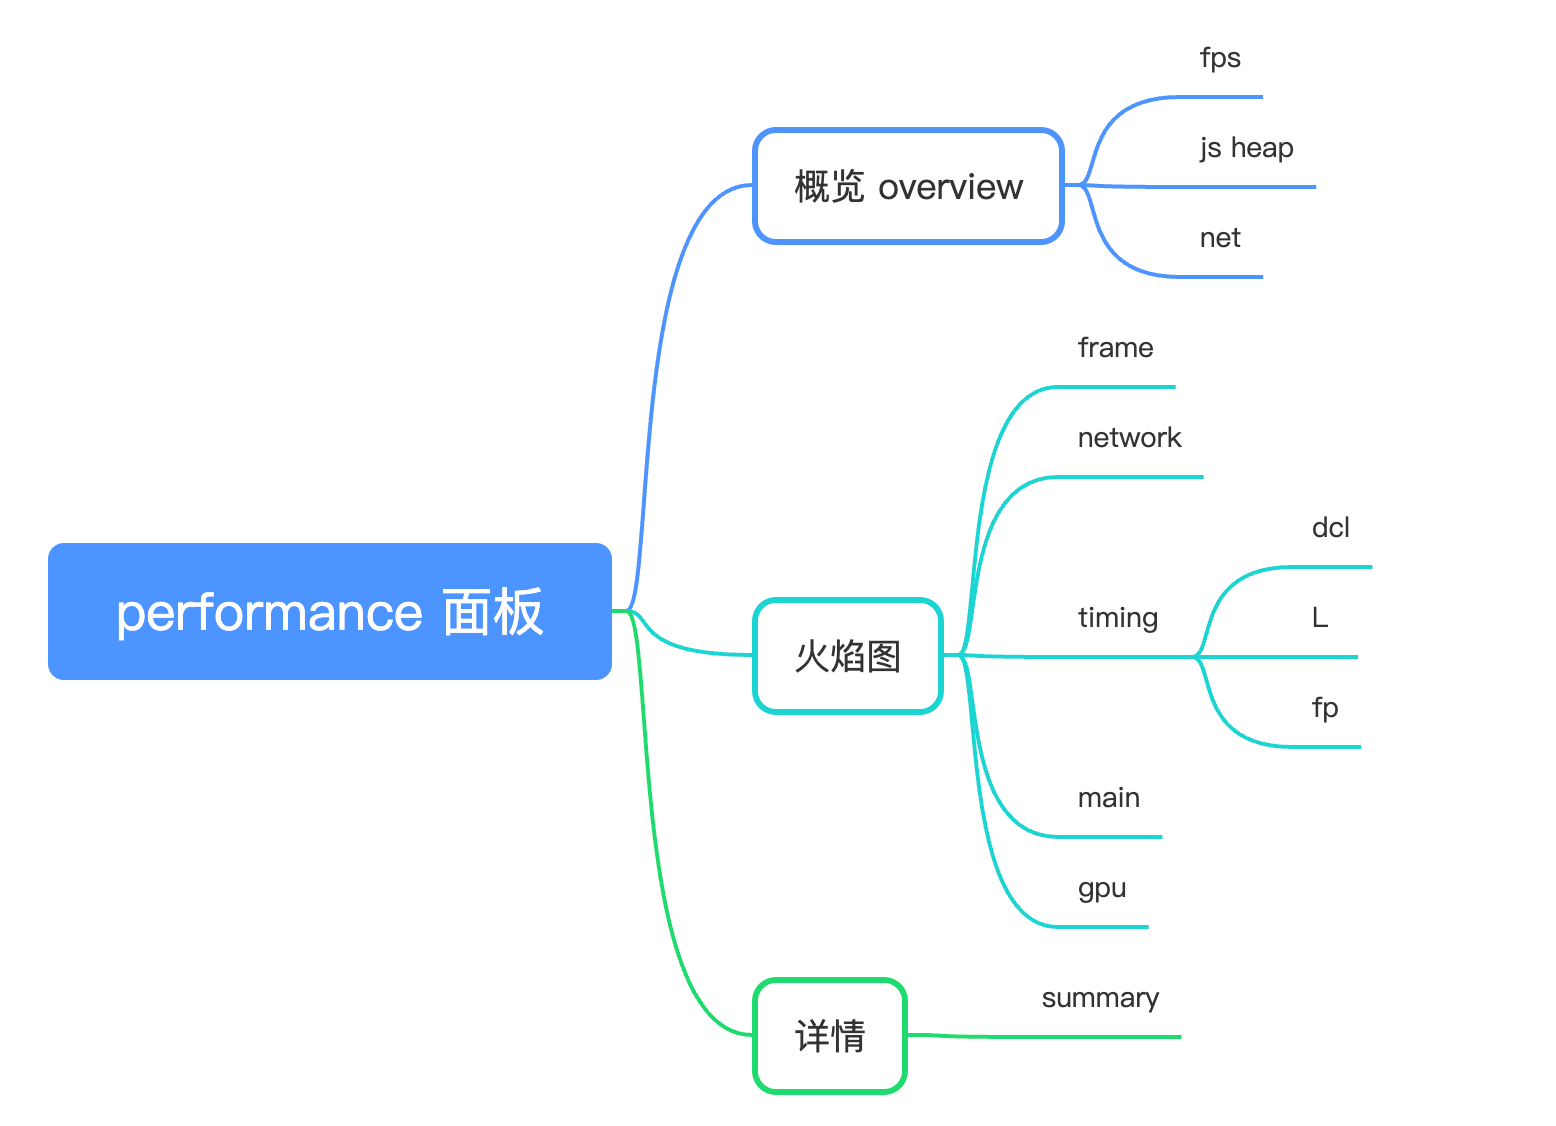 performance 面板
概览 overview
fps
js heap
net
火焰图
frame
network
timing
dcl
L
fp
main
gpu
详情
summary